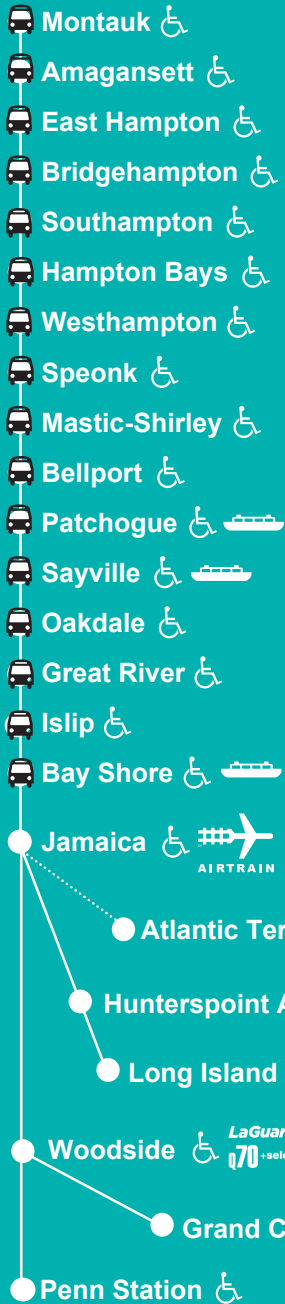 Montauk
Amagansett
East Hampton
Bridgehampton
Southampton
Hampton Bays
Westhampton
Speonk
Mastic-Shirley
Bellport
Patchogue
Sayville
Oakdale
Great River
Islip
Bay Shore
Jamaica
AIRTRAIN
Atlantic Ter
Hunterspoint A
Long Island
Woodside
LaGuar
Q70+sele
Grand C
Penn Station